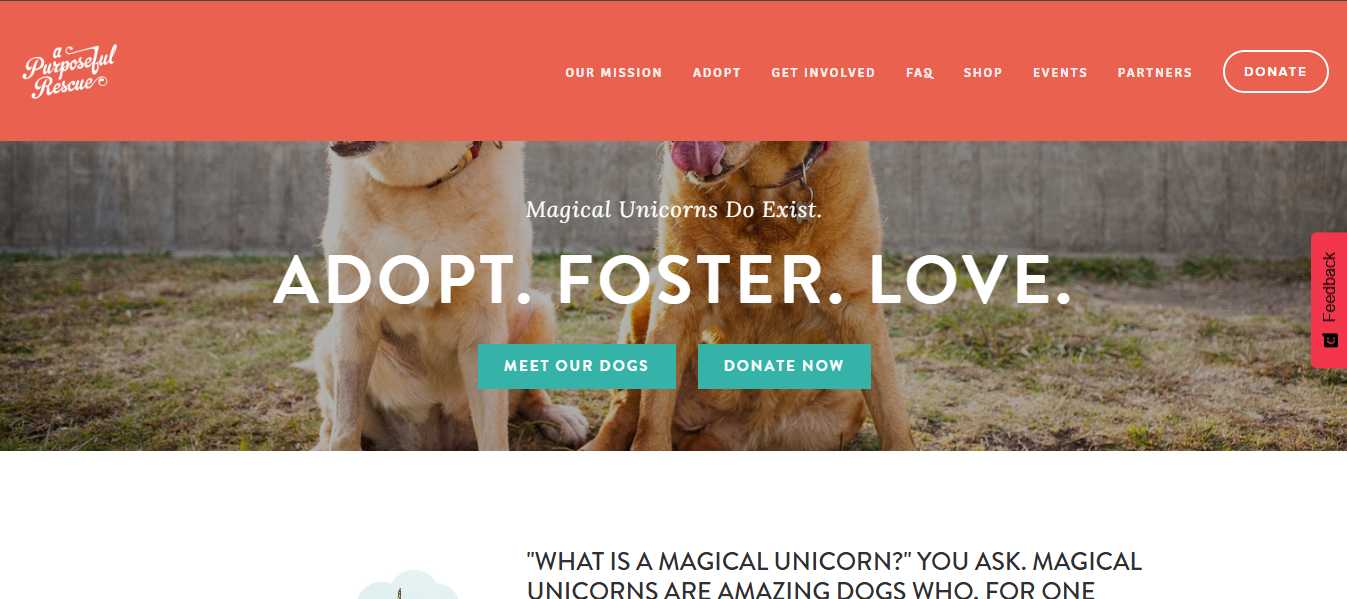 a
Purposeful
Rescue
OUR MISSION ADOPT GET INVOLVED FAQ SHOP EVENTS PARTNERS DONATE
Magical Unicorns Do Exist.
ADOPT. FOSTER. LOVE.
MEET OUR DOGS DONATE NOW
Feedback
"WHAT IS A MAGICAL UNICORN?" YOU ASK. MAGICAL
UNICORNS ARE AMAZING DOGS WHO, FOR ONE